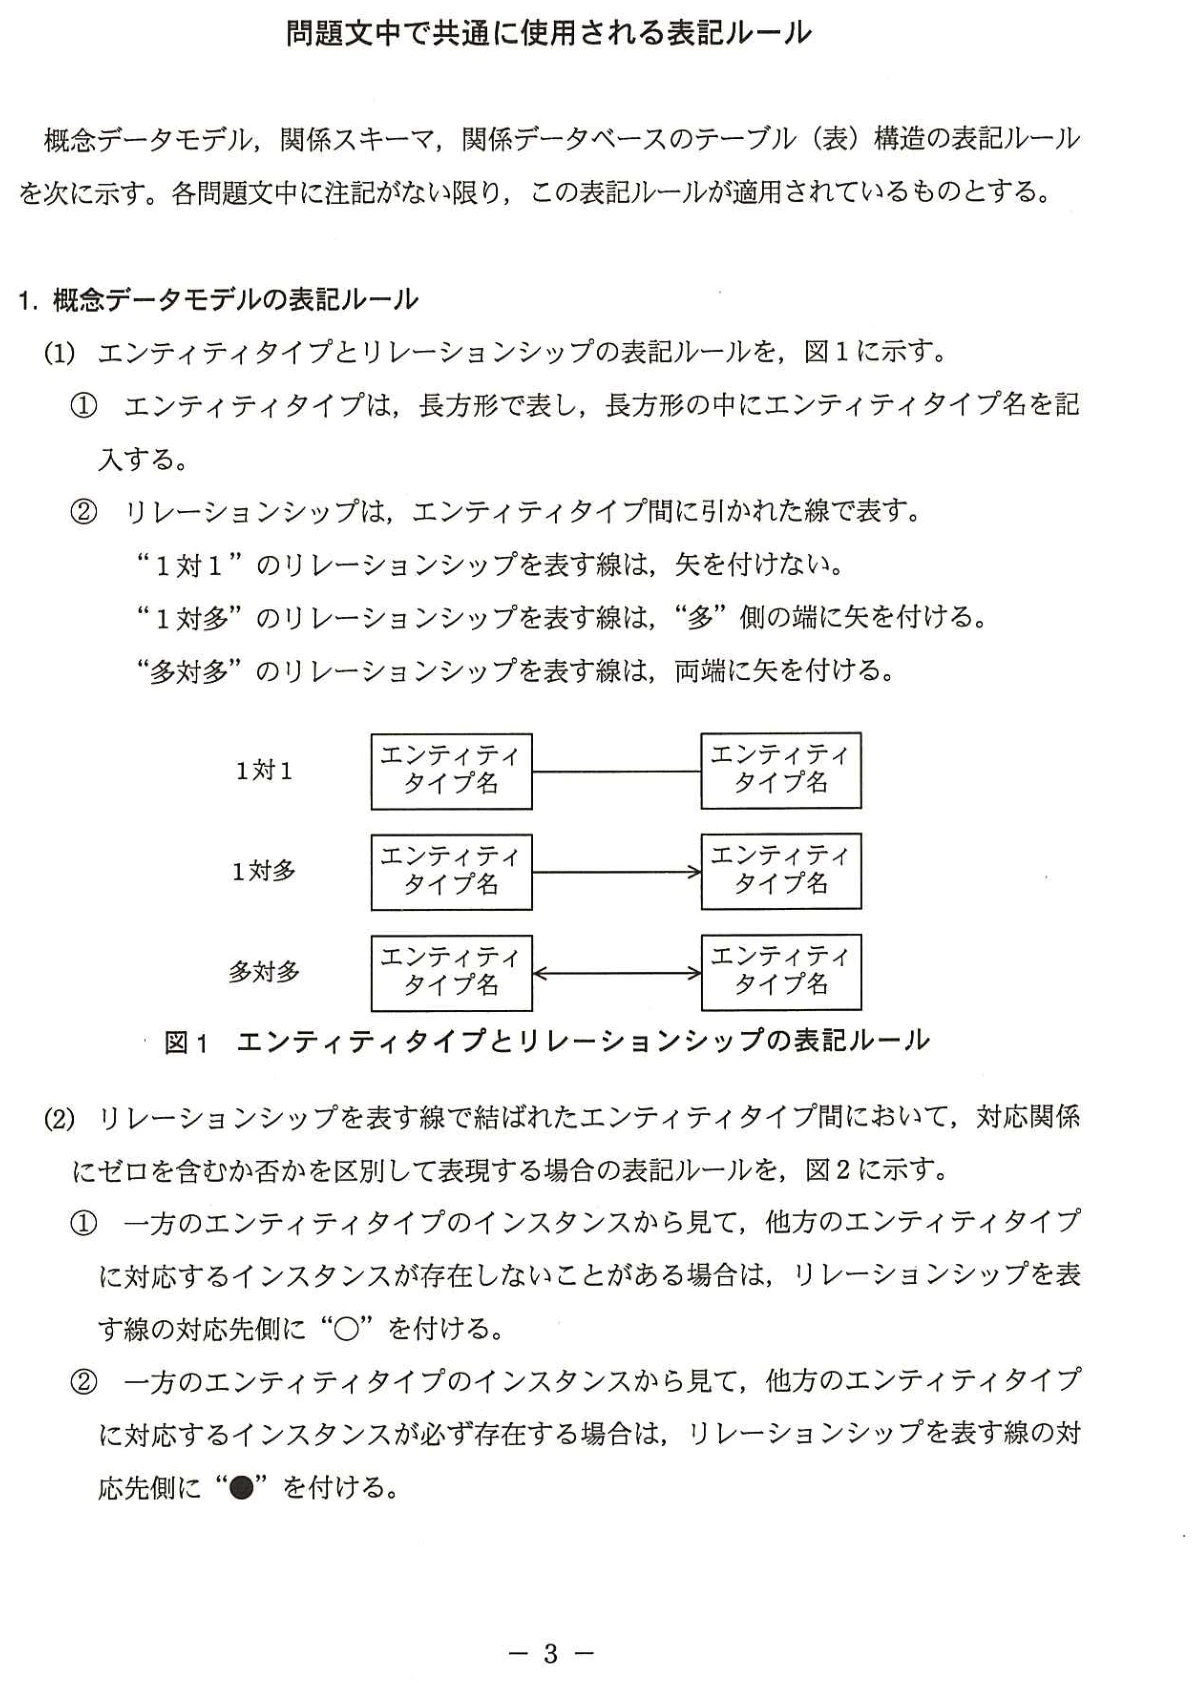 問題文中で共通に使用される表記ルール
概念データモデル，関係スキーマ，関係データベースのテーブル（表）構造の表記ルール
を次に示す。各問題文中に注記がない限り，この表記ルールが適用されているものとする。
1. 概念データモデルの表記ルール
(1) エンティティタイプとリレーションシップの表記ルールを，図1に示す。
① エンティティタイプは，長方形で表し，長方形の中にエンティティタイプ名を記
入する。
② リレーションシップは，エンティティタイプ間に引かれた線で表す。
“1対1”のリレーションシップを表す線は，矢を付けない。
“1対多”のリレーションシップを表す線は，“多”側の端に矢を付ける。
“多対多”のリレーションシップを表す線は，両端に矢を付ける。
1対1
エンティティ
タイプ名
エンティティ
タイプ名
1対多
エンティティ
タイプ名
エンティティ
タイプ名
多対多
エンティティ
タイプ名
エンティティ
タイプ名
図1 エンティティタイプとリレーションシップの表記ルール
(2) リレーションシップを表す線で結ばれたエンティティタイプ間において，対応関係
にゼロを含むか否かを区別して表現する場合の表記ルールを，図2に示す。
① 一方のエンティティタイプのインスタンスから見て，他方のエンティティタイプ
に対応するインスタンスが存在しないことがある場合は，リレーションシップを表
す線の対応先側に“○”を付ける。
② 一方のエンティティタイプのインスタンスから見て，他方のエンティティタイプ
に対応するインスタンスが必ず存在する場合は，リレーションシップを表す線の対
応先側に“●”を付ける。
－ 3 －